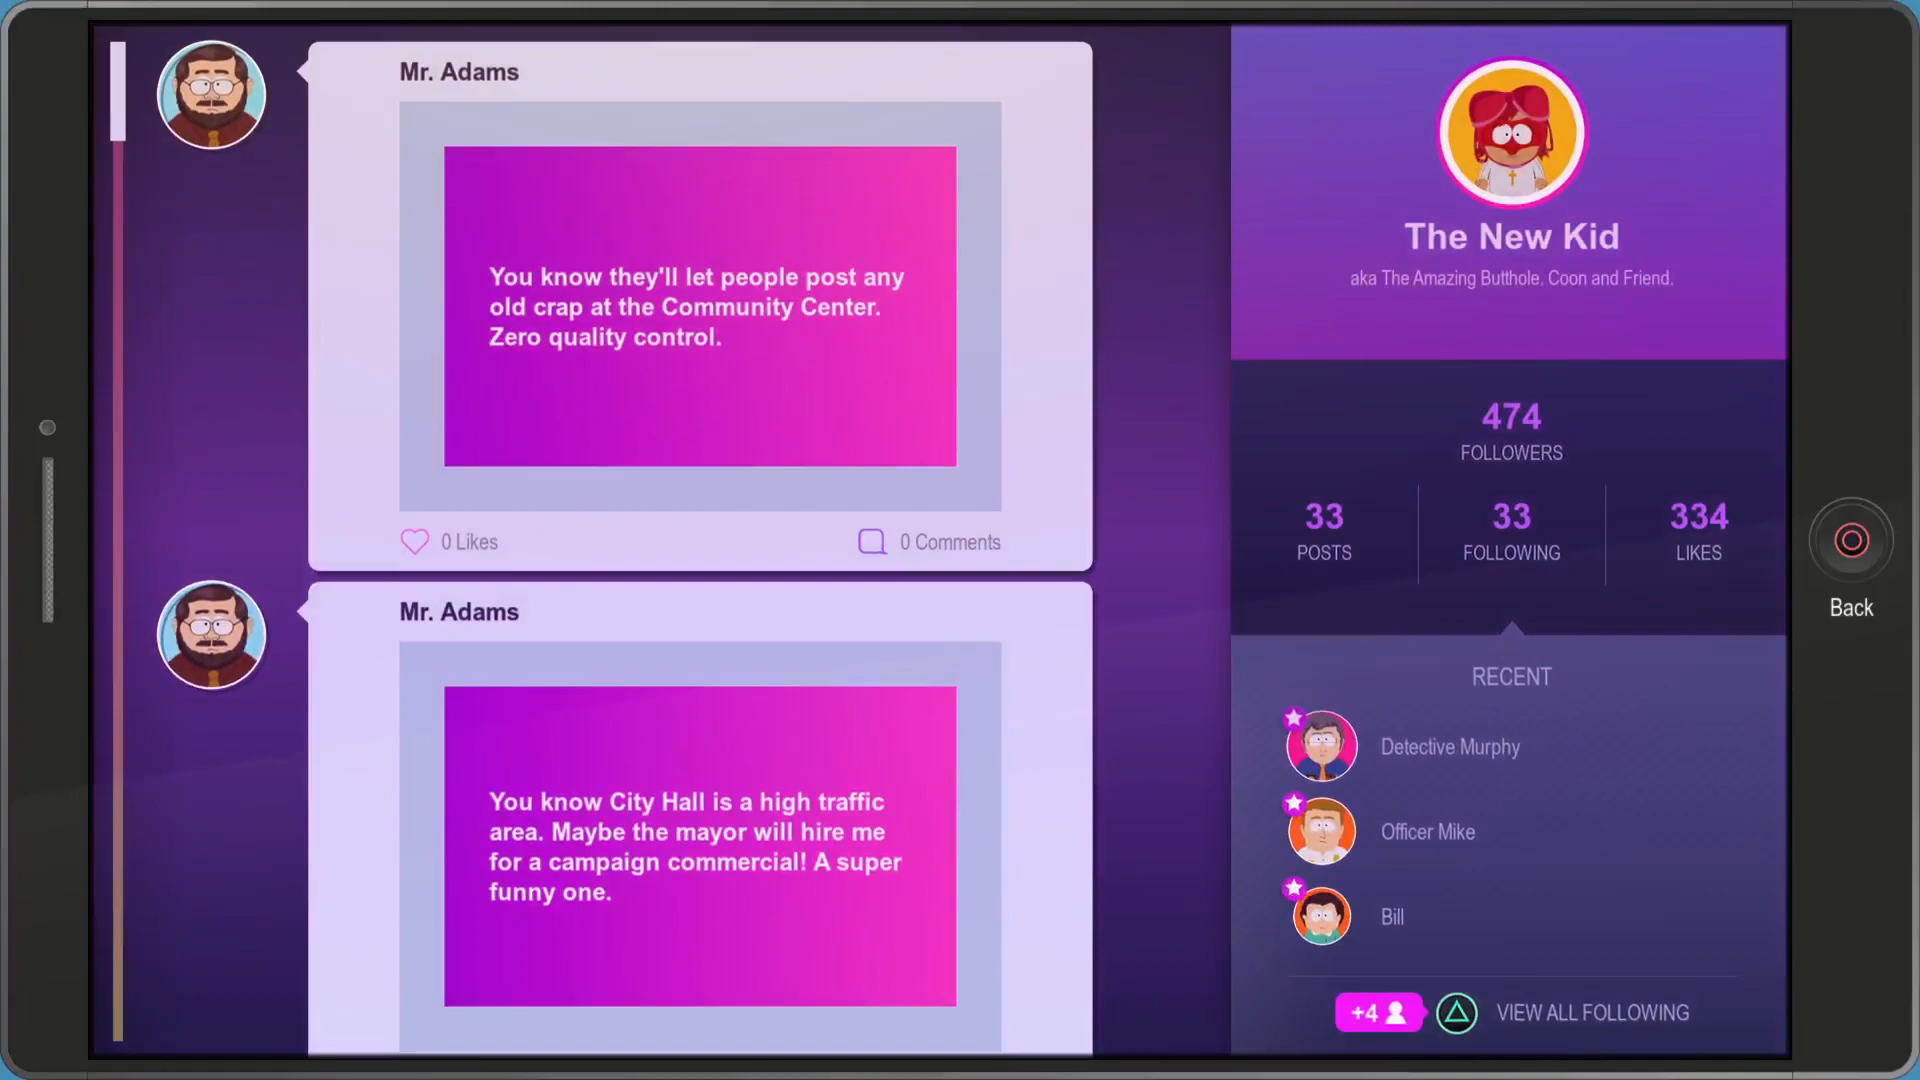 Mr. Adams
You know they'll let people post any
old crap at the Community Center.
Zero quality control.
0 Likes
0 Comments
Mr. Adams
You know City Hall is a high traffic
area. Maybe the mayor will hire me
for a campaign commercial! A super
funny one.
The New Kid
aka The Amazing Butthole, Coon and Friend.
474
FOLLOWERS
33
POSTS
33
FOLLOWING
334
LIKES
RECENT
Detective Murphy
Officer Mike
Bill
+4
VIEW ALL FOLLOWING
Back